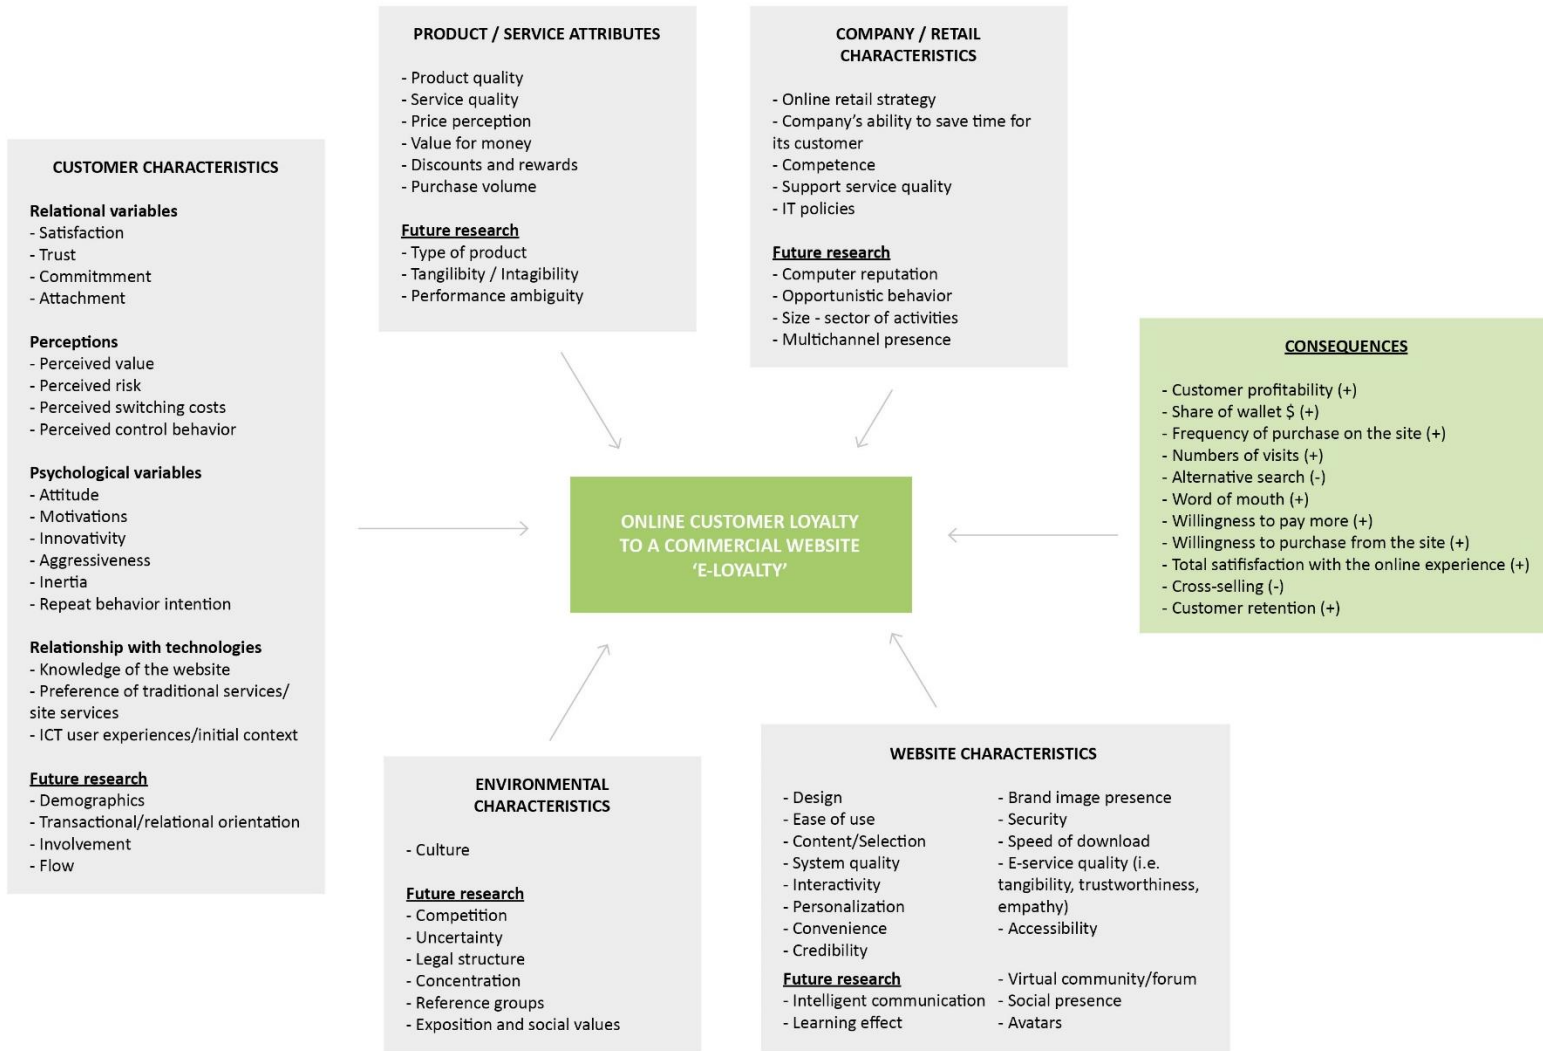 PRODUCT / SERVICE ATTRIBUTES
- Product quality
- Service quality
- Price perception
- Value for money
- Discounts and rewards
- Purchase volume
Future research
- Type of product
- Tangilibity / Intagibility
- Performance ambiguity
COMPANY / RETAIL
CHARACTERISTICS
- Online retail strategy
- Company’s ability to save time for
its customer
- Competence
- Support service quality
- IT policies
Future research
- Computer reputation
- Opportunistic behavior
- Size - sector of activities
- Multichannel presence
CUSTOMER CHARACTERISTICS
Relational variables
- Satisfaction
- Trust
- Commitmment
- Attachment
Perceptions
- Perceived value
- Perceived risk
- Perceived switching costs
- Perceived control behavior
Psychological variables
- Attitude
- Motivations
- Innovativity
- Aggressiveness
- Inertia
- Repeat behavior intention
Relationship with technologies
- Knowledge of the website
- Preference of traditional services/
site services
- ICT user experiences/initial context
Future research
- Demographics
- Transactional/relational orientation
- Involvement
- Flow
ONLINE CUSTOMER LOYALTY
TO A COMMERCIAL WEBSITE
‘E-LOYALTY’
CONSEQUENCES
- Customer profitability (+)
- Share of wallet $ (+)
- Frequency of purchase on the site (+)
- Numbers of visits (+)
- Alternative search (-)
- Word of mouth (+)
- Willingness to pay more (+)
- Willingness to purchase from the site (+)
- Total satifisfaction with the online experience (+)
- Cross-selling (-)
- Customer retention (+)
ENVIRONMENTAL
CHARACTERISTICS
- Culture
Future research
- Competition
- Uncertainty
- Legal structure
- Concentration
- Reference groups
- Exposition and social values
WEBSITE CHARACTERISTICS
- Design
- Ease of use
- Content/Selection
- System quality
- Interactivity
- Personalization
- Convenience
- Credibility
- Brand image presence
- Security
- Speed of download
- E-service quality (i.e.
tangibility, trustworthiness,
empathy)
- Accessibility
Future research
- Intelligent communication
- Learning effect
- Virtual community/forum
- Social presence
- Avatars